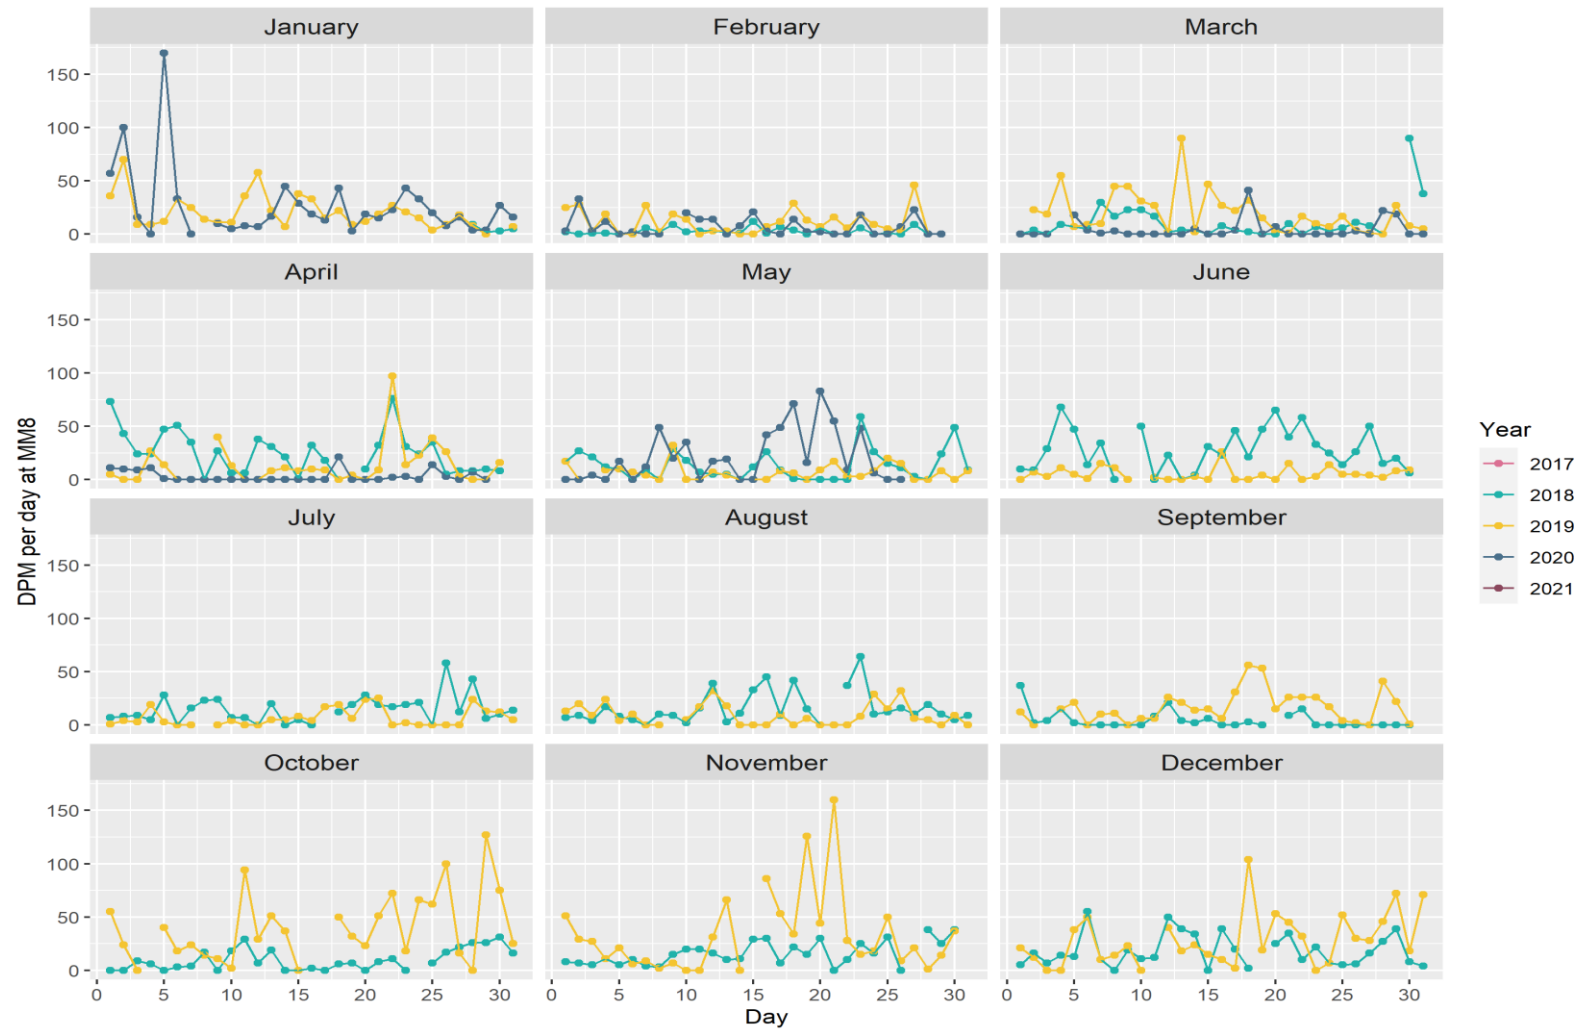 January February March
150
100
50
0
April May June
150
100
50
0
DPM per day at MM8
July August September
150
100
50
0
October November December
150
100
50
0
0 5 10 15 20 25 30 0 5 10 15 20 25 30 0 5 10 15 20 25 30
Day
Year
2017
2018
2019
2020
2021